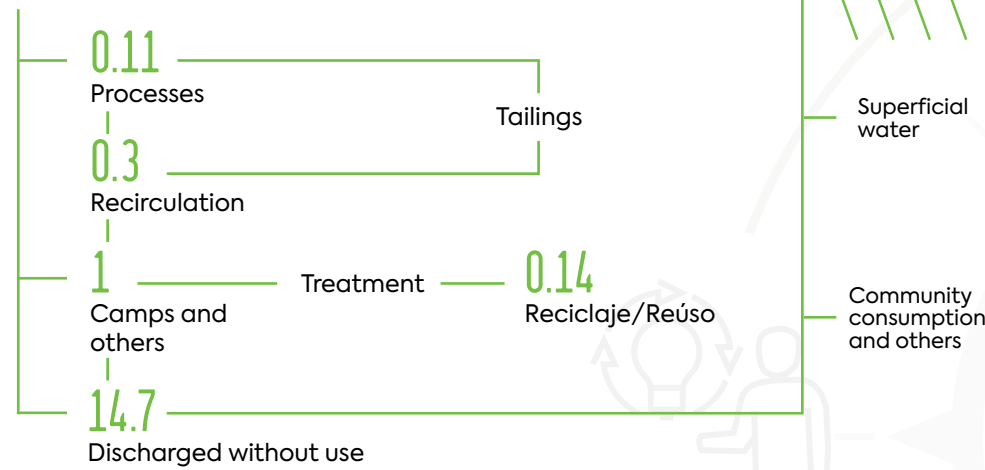 0.11
Processes
Tailings
0.3
Recirculation
1
Camps and
others
Treatment
0.14
Reciclaje/Reúso
14.7
Discharged without use
Superficial
water
Community
consumption
and others